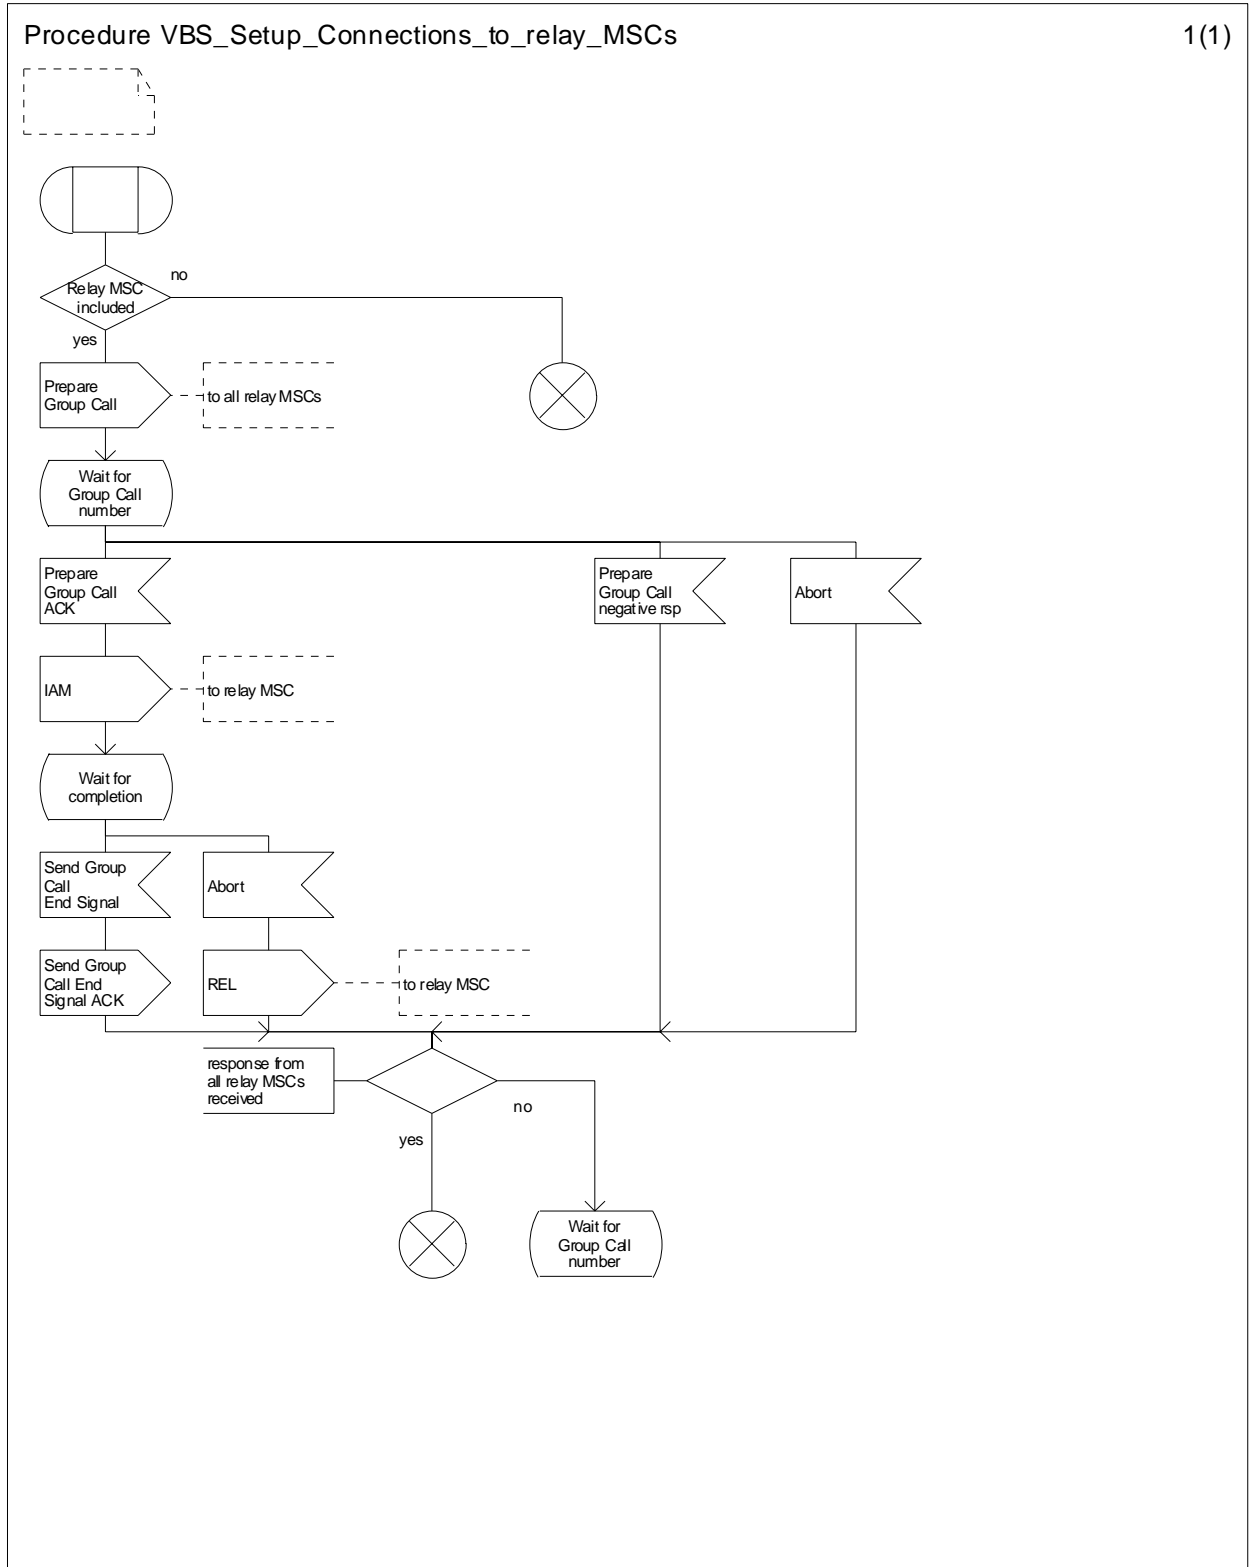 Procedure VBS_Setup_Connections_to_relay_MSCs
1(1)
Relay MSC
included
no
yes
Prepare
Group Call
to all relay MSCs
Wait for
Group Call
number
Prepare
Group Call
ACK
Prepare
Group Call
negative rsp
Abort
IAM
to relay MSC
Wait for
completion
Send Group
Call
End Signal
Abort
Send Group
Call End
Signal ACK
REL
to relay MSC
response from
all relay MSCs
received
no
yes
Wait for
Group Call
number